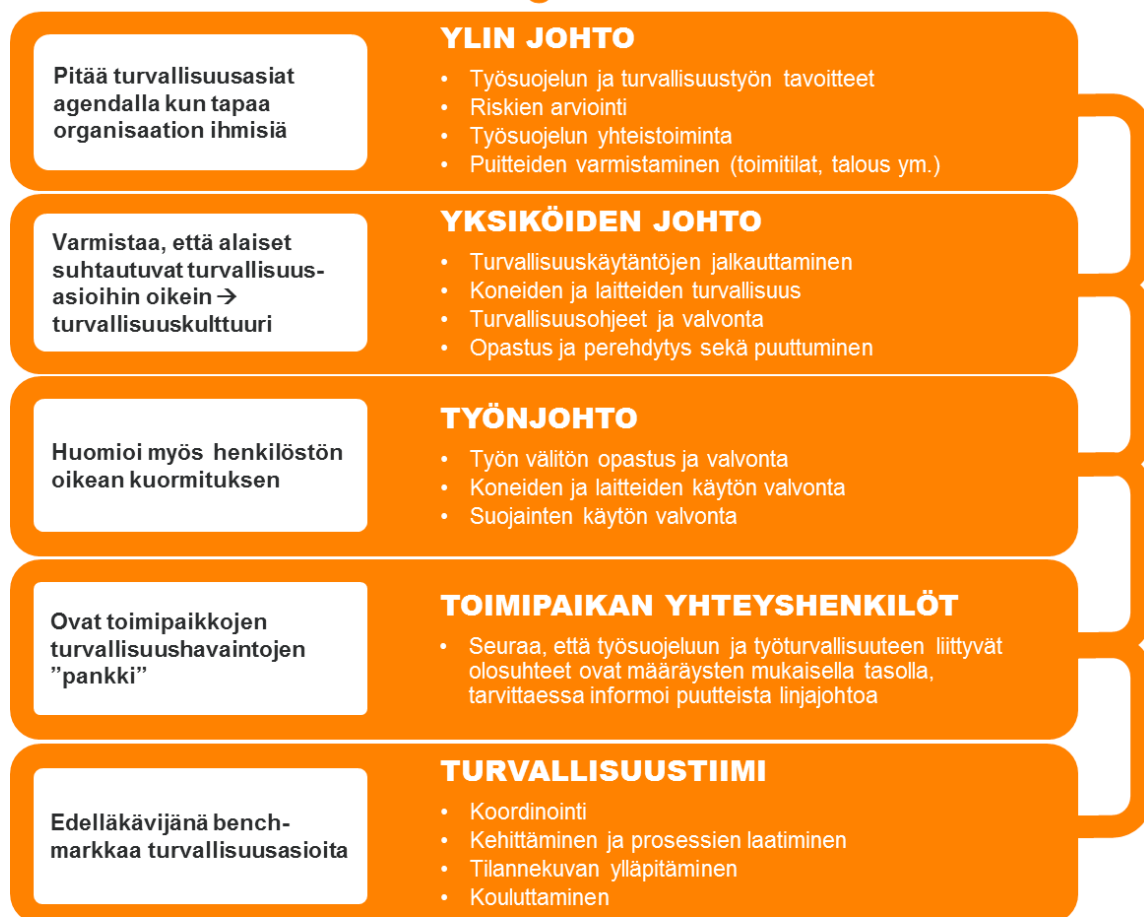 Pitää turvallisuusasiat
agendalla kun tapaa
organisaation ihmisiä
YLIN JOHTO
• Työsuojelun ja turvallisuustyön tavoitteet
• Riskien arviointi
• Työsuojelun yhteistoiminta
• Puitteiden varmistaminen (toimitilat, talous ym.)
Varmistaa, että alaiset
suhtautuvat turvallisuus-
asioihin oikein →
turvallisuuskulttuuri
YKSIKÖIDEN JOHTO
• Turvallisuuskäytäntöjen jalkauttaminen
• Koneiden ja laitteiden turvallisuus
• Turvallisuusohjeet ja valvonta
• Opastus ja perehdytys sekä puuttuminen
Huomioi myös henkilöstön
oikean kuormituksen
TYÖNJOHTO
• Työn välitön opastus ja valvonta
• Koneiden ja laitteiden käytön valvonta
• Suojainten käytön valvonta
Ovat toimipaikkojen
turvallisuushavaintojen
”pankki”
TOIMIPAIKAN YHTEYSHENKILÖT
• Seuraa, että työsuojeluun ja työturvallisuuteen liittyvät
olosuhteet ovat määräysten mukaisella tasolla,
tarvittaessa informoi puutteista linjajohtoa
Edelläkävijänä bench-
markkaa turvallisuusasioita
TURVALLISUUSTIIMI
• Koordinointi
• Kehittäminen ja prosessien laatiminen
• Tilannekuvan ylläpitäminen
• Kouluttaminen